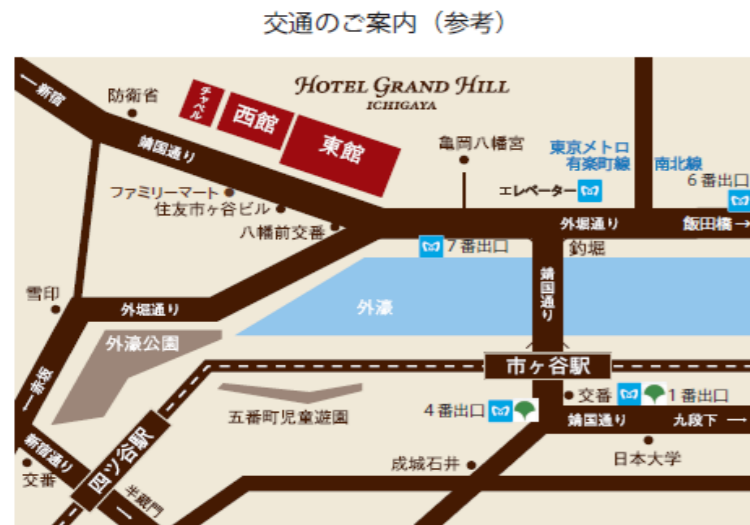 交通のご案内（参考）
←新宿
防衛省
チャペル
西館
東館
HOTEL GRAND HILL
ICHIGAYA
靖国通り
亀岡八幡宮
東京メトロ
有楽町線
南北線
6番出口
エレベーター
ファミリーマート
住友市ヶ谷ビル
八幡前交番
外堀通り
飯田橋→
7番出口
釣堀
靖国通り
雪印
外堀通り
外濠
外濠公園
市ヶ谷駅
←赤坂
五番町児童遊園
4番出口
交番
1番出口
靖国通り
九段下→
新宿通り
四ツ谷駅
成城石井
日本大学
交番
半蔵門
→